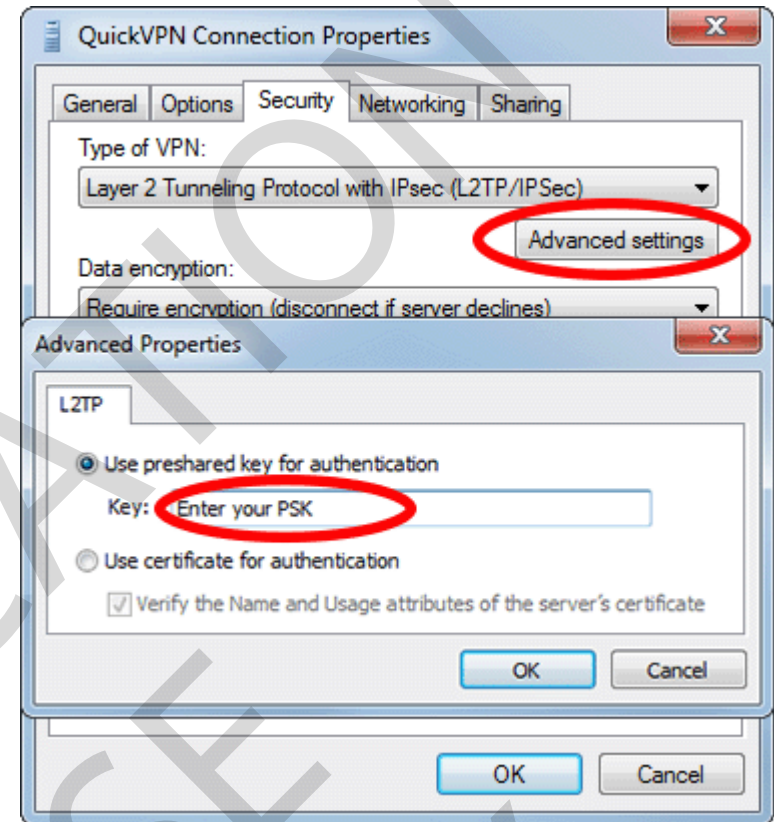 QuickVPN Connection Properties
General Options Security Networking Sharing
Type of VPN:
Layer 2 Tunneling Protocol with IPsec (L2TP/IPSec)
Advanced settings
Data encryption:
Require encryption (disconnect if server declines)
Advanced Properties
L2TP
Use preshared key for authentication
Key: Enter your PSK
Use certificate for authentication
Verify the Name and Usage attributes of the server's certificate
OK Cancel
OK Cancel